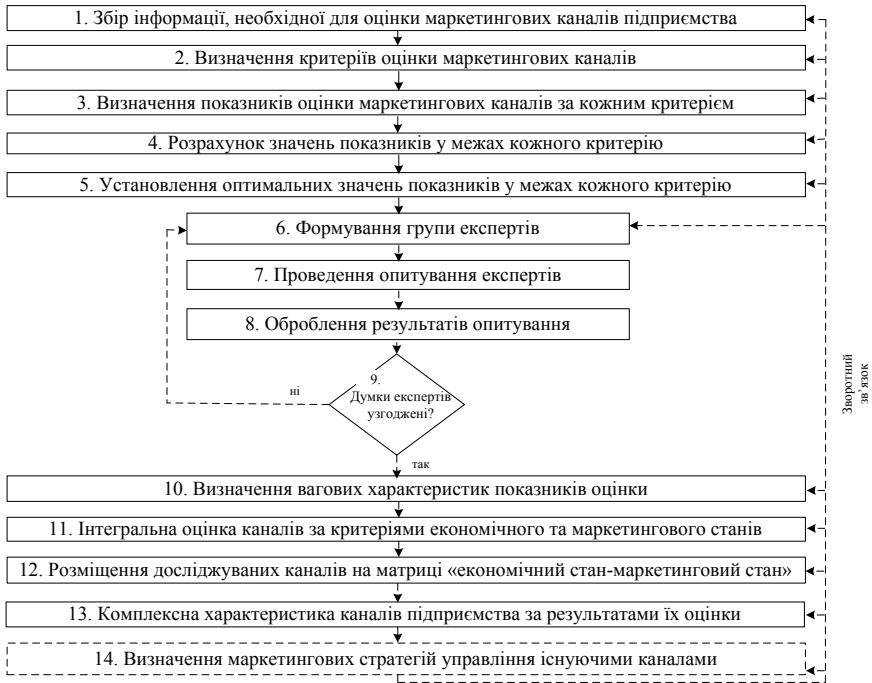 1. Збір інформації, необхідної для оцінки маркетингових каналів підприємства
2. Визначення критеріїв оцінки маркетингових каналів
3. Визначення показників оцінки маркетингових каналів за кожним критерієм
4. Розрахунок значень показників у межах кожного критерію
5. Установлення оптимальних значень показників у межах кожного критерію
6. Формування групи експертів
7. Проведення опитування експертів
8. Оброблення результатів опитування
9.
Думки експертів
узгоджені?
ні
так
Зворотний
зв’язок
10. Визначення вагових характеристик показників оцінки
11. Інтегральна оцінка каналів за критеріями економічного та маркетингового станів
12. Розміщення досліджуваних каналів на матриці «економічний стан-маркетинговий стан»
13. Комплексна характеристика каналів підприємства за результатами їх оцінки
14. Визначення маркетингових стратегій управління існуючими каналами